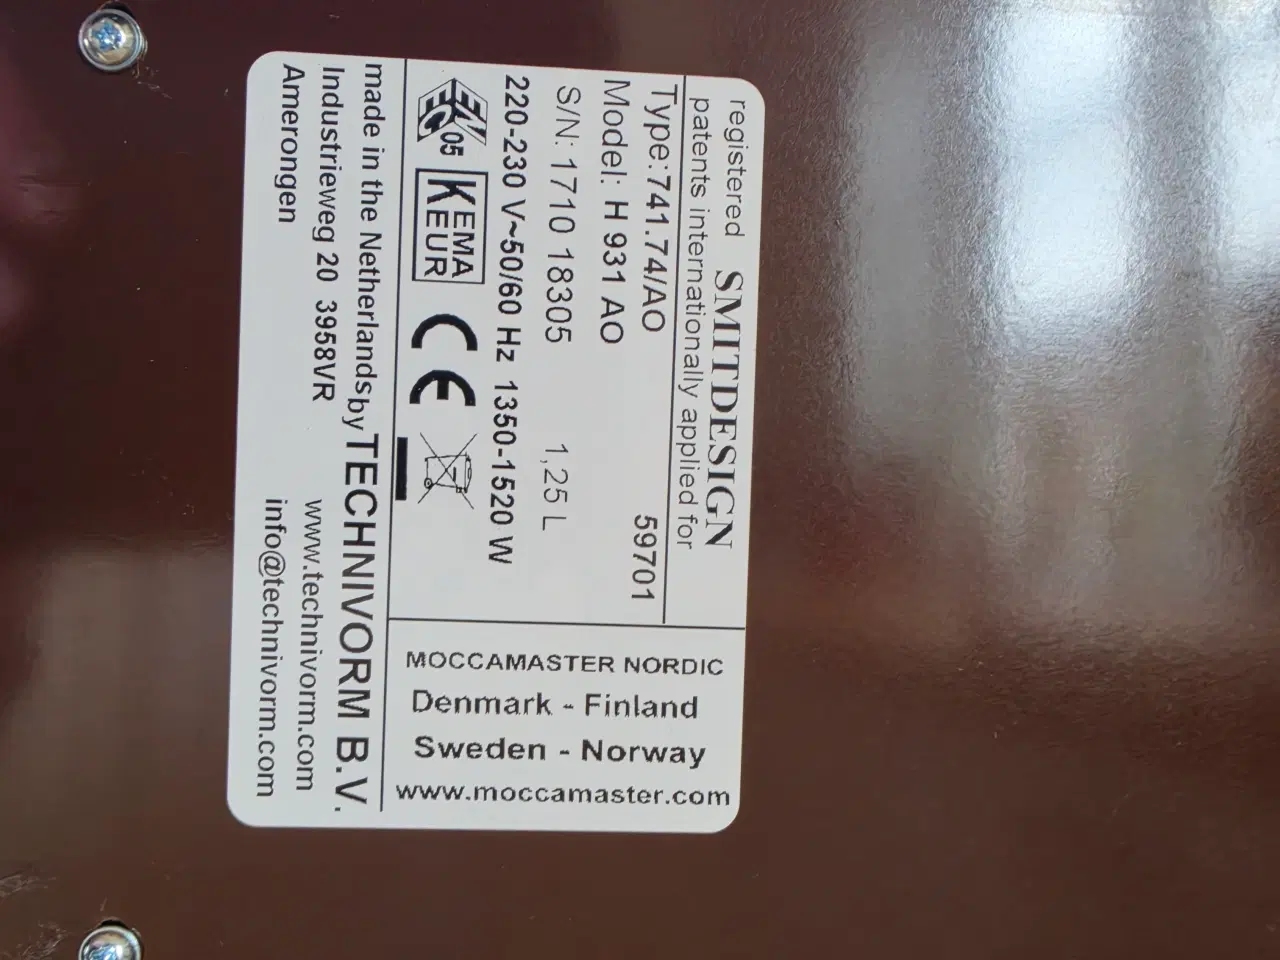 registered SMITDESIGN
patents internationally applied for
Type:741.74/AO 59701
Model: H 931 AO
S/N: 1710 18305 1,25 L
220-230 V~50/60 Hz 1350-1520 W
ENEC 05 KEMA KEUR CE
made in the Netherlands by TECHNIVORM B.V.
Industrieweg 20 3958VR www.technivorm.com
Amerongen info@technivorm.com
MOCCAMASTER NORDIC
Denmark - Finland
Sweden - Norway
www.moccamaster.com